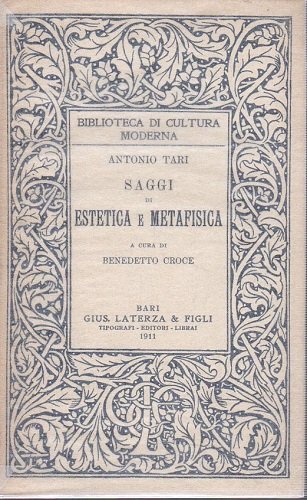 BIBLIOTECA DI CULTURA
MODERNA
ANTONIO TARI
SAGGI
DI
ESTETICA E METAFISICA
A CURA DI
BENEDETTO CROCE
BARI
GIUS. LATERZA & FIGLI
TIPOGRAFI - EDITORI - LIBRAI
1911